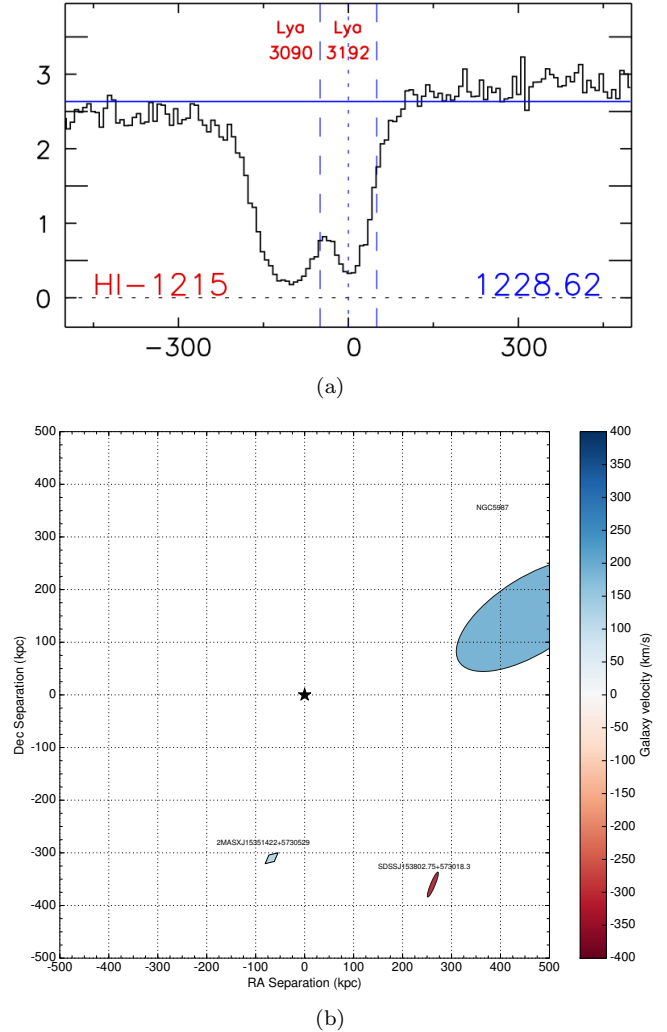 Lya Lya
3090 3192
3
2
1
0
HI−1215 1228.62
−300 0 300
(a)
500
400
300
200
100
0
-100
-200
-300
-400
-500
Dec Separation (kpc)
NGC5987
2MASXJ15351422+5730529
SDSSJ153802.75+573018.3
-500 -400 -300 -200 -100 0 100 200 300 400 500
RA Separation (kpc)
400
350
300
250
200
150
100
50
0
-50
-100
-150
-200
-250
-300
-350
-400
Galaxy velocity (km/s)
(b)